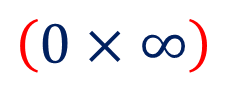 (0 × ∞)